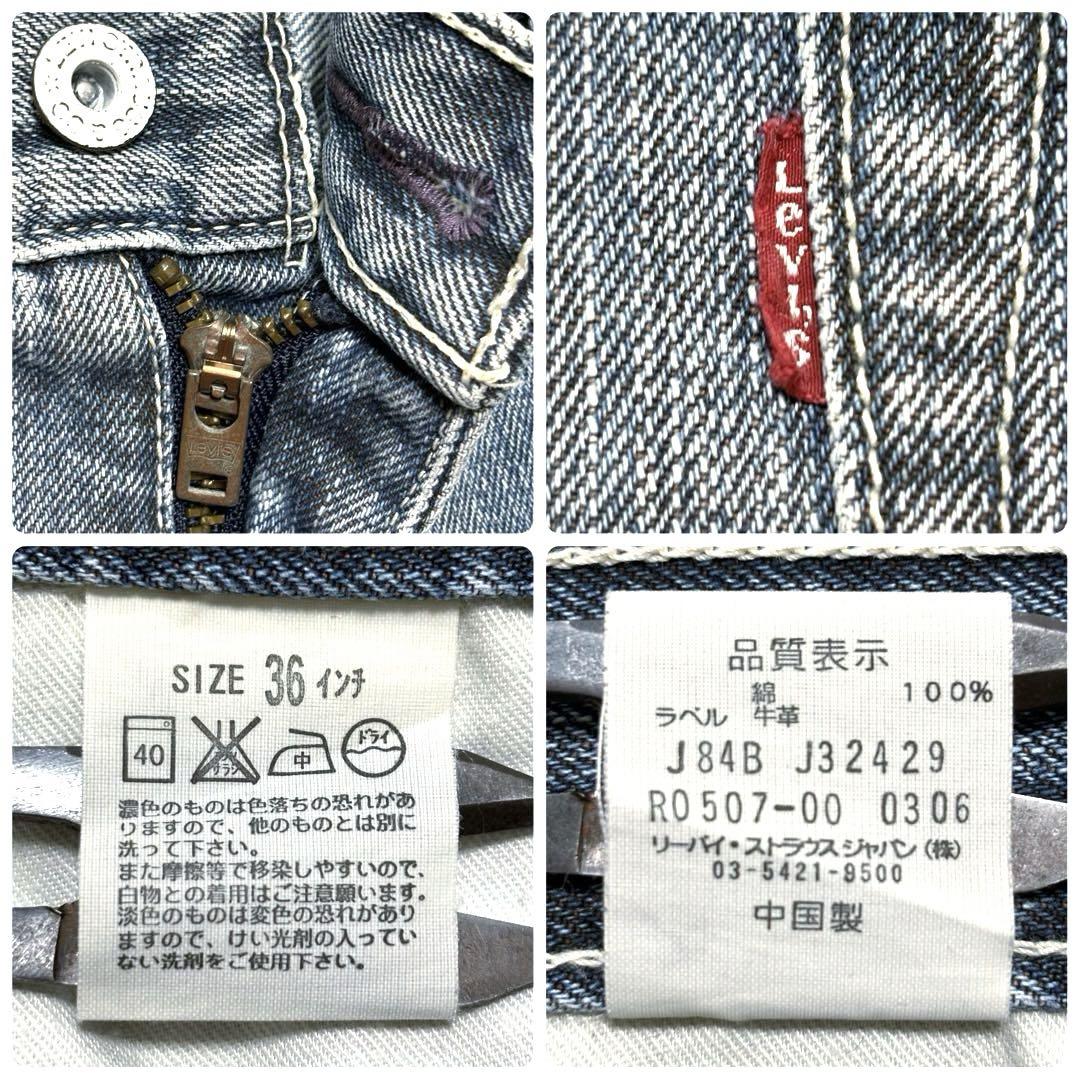 LEVI'S
Levi's
SIZE 36 インチ
40
中
ドライ
濃色のものは色落ちの恐れがあ
りますので、他のものとは別に
洗って下さい。
また摩擦等で移染しやすいので、
白物との着用はご注意願います。
淡色のものは変色の恐れがあり
ますので、けい光剤の入ってい
ない洗剤をご使用下さい。
品質表示
綿 100%
ラベル 牛革
J84B J32429
R0507-00 0306
リーバイ・ストラウスジャパン(株)
03-5421-9500
中国製